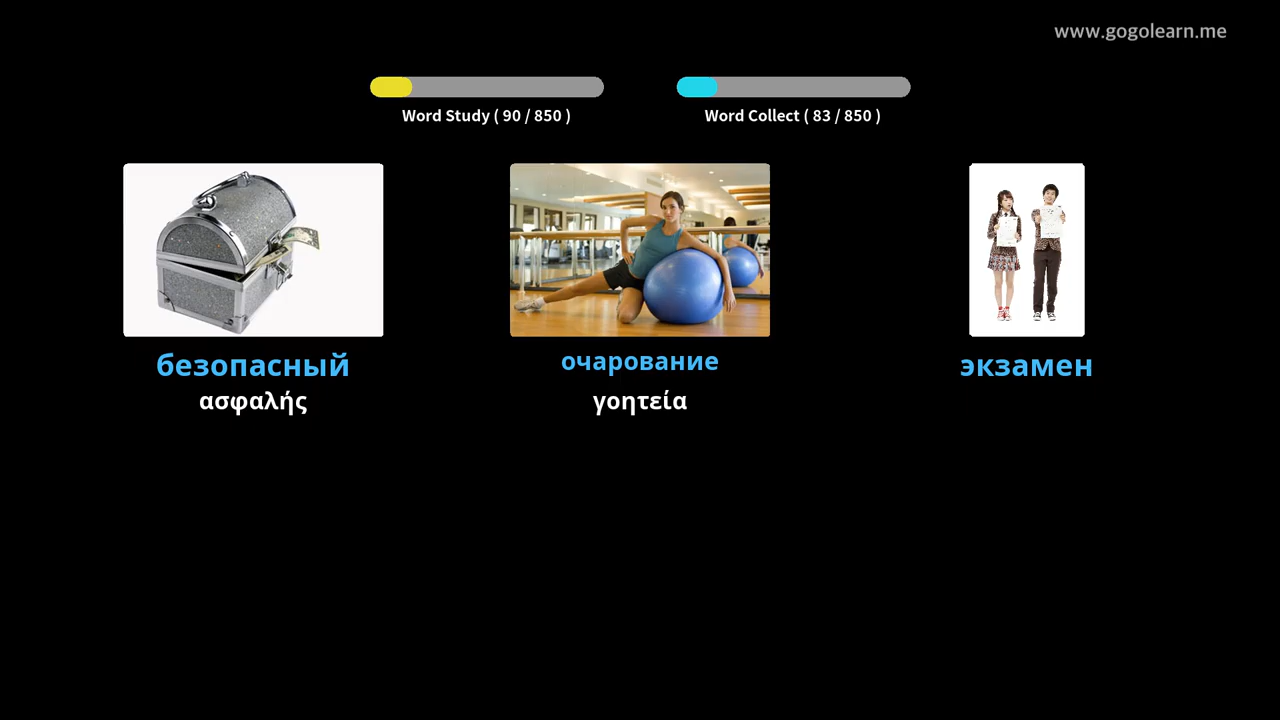 www.gogolearn.me
Word Study ( 90 / 850 )
Word Collect ( 83 / 850 )
безопасный
ασφαλής
очарование
γοητεία
экзамен